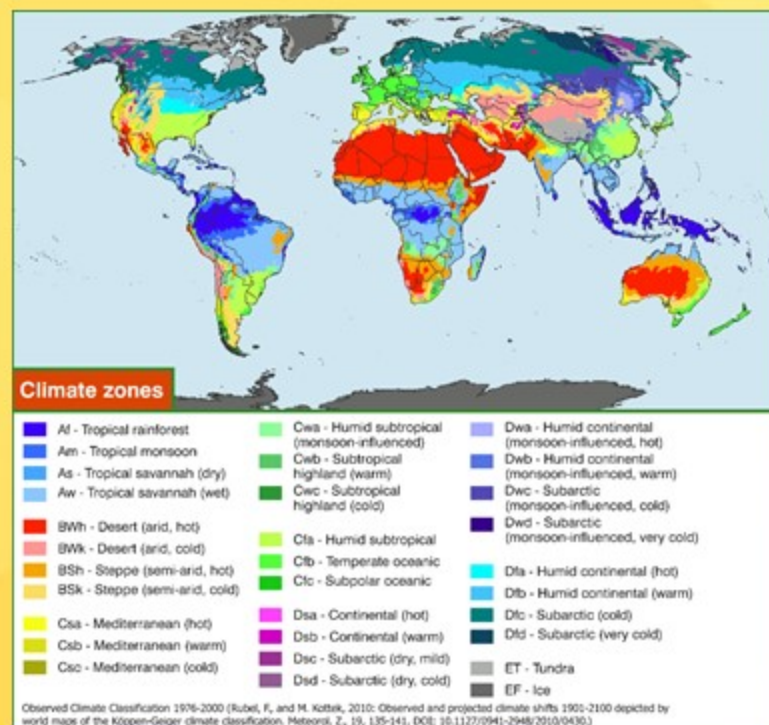 Climate zones
Af - Tropical rainforest
Am - Tropical monsoon
As - Tropical savannah (dry)
Aw - Tropical savannah (wet)
BWh - Desert (arid, hot)
BWk - Desert (arid, cold)
BSh - Steppe (semi-arid, hot)
BSk - Steppe (semi-arid, cold)
Csa - Mediterranean (hot)
Csb - Mediterranean (warm)
Csc - Mediterranean (cold)
Cwa - Humid subtropical
(monsoon-influenced)
Cwb - Subtropical
highland (warm)
Cwc - Subtropical
highland (cold)
Cfa - Humid subtropical
Cfb - Temperate oceanic
Cfc - Subpolar oceanic
Dsa - Continental (hot)
Dsb - Continental (warm)
Dsc - Subarctic (dry, mild)
Dsd - Subarctic (dry, cold)
Dwa - Humid continental
(monsoon-influenced, hot)
Dwb - Humid continental
(monsoon-influenced, warm)
Dwc - Subarctic
(monsoon-influenced, cold)
Dwd - Subarctic
(monsoon-influenced, very cold)
Dfa - Humid continental (hot)
Dfb - Humid continental (warm)
Dfc - Subarctic (cold)
Dfd - Subarctic (very cold)
ET - Tundra
EF - Ice
Observed Climate Classification 1976-2000 (Rubel, F., and M. Kottek, 2010: Observed and projected climate shifts 1901-2100 depicted by
world maps of the Köppen-Geiger climate classification. Meteorol. Z., 19, 135-141. DOI: 10.1127/0941-2948/2010/0430.)